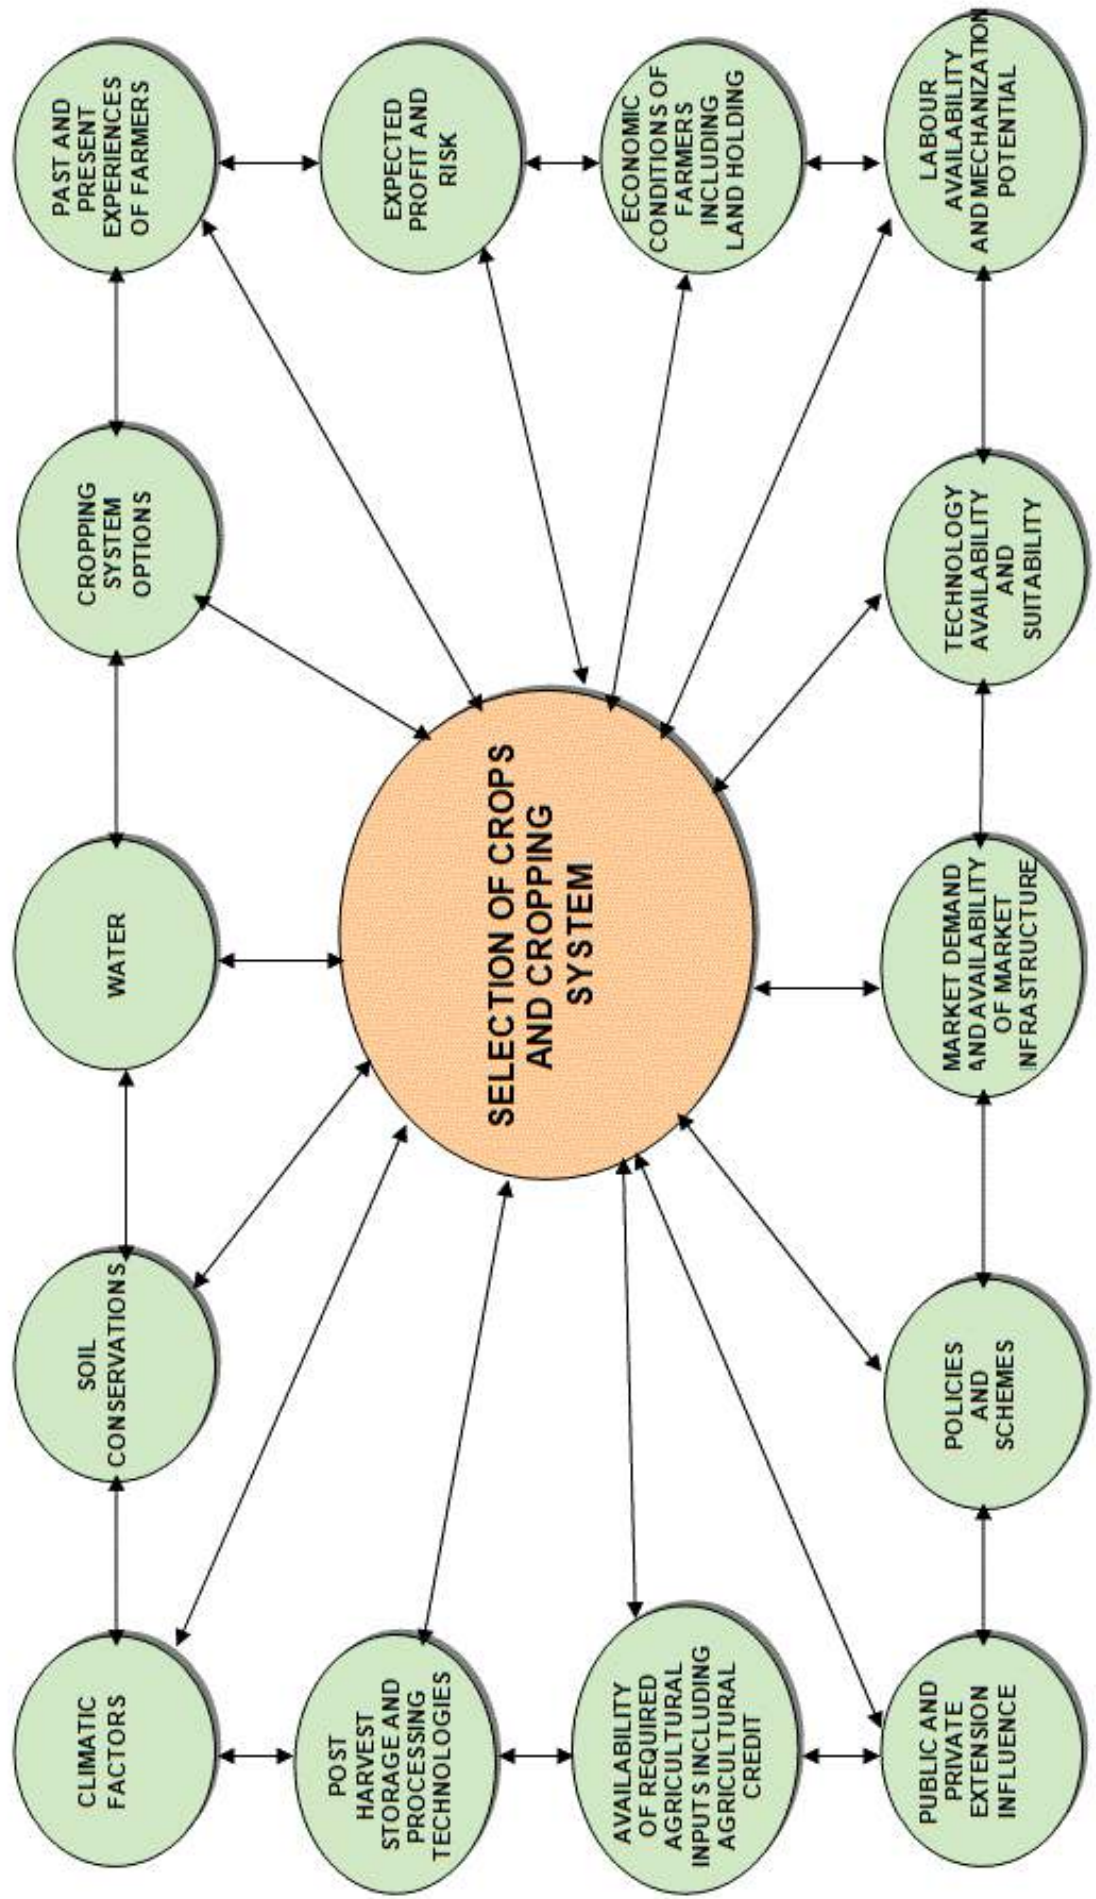 CLIMATIC
FACTORS
SOIL
CONSERVATIONS
WATER
CROPPING
SYSTEM
OPTIONS
PAST AND
PRESENT
EXPERIENCES
OF FARMERS
POST
HARVEST
STORAGE AND
PROCESSING
TECHNOLOGIES
SELECTION OF CROPS
AND CROPPING
SYSTEM
EXPECTED
PROFIT AND
RISK
AVAILABILITY
OF REQUIRED
AGRICULTURAL
INPUTS INCLUDING
AGRICULTURAL
CREDIT
ECONOMIC
CONDITIONS OF
FARMERS
INCLUDING
LAND HOLDING
PUBLIC AND
PRIVATE
EXTENSION
INFLUENCE
POLICIES
AND
SCHEMES
MARKET DEMAND
AND AVAILABILITY
OF MARKET
NFRASTRUCTURE
TECHNOLOGY
AVAILABILITY
AND
SUITABILITY
LABOUR
AVAILABILITY
AND MECHANIZATION
POTENTIAL